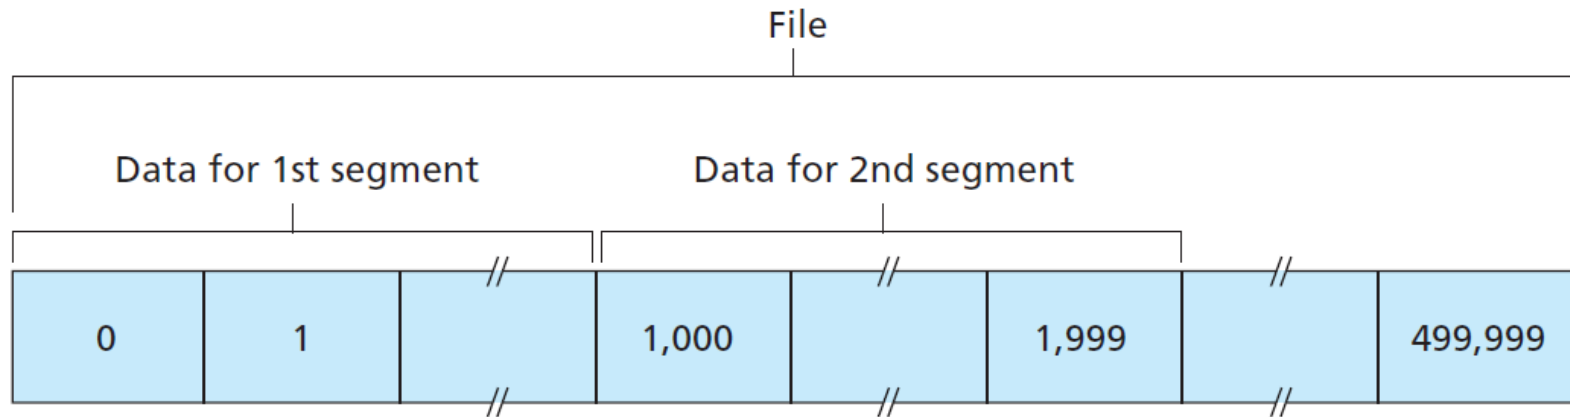 File
Data for 1st segment Data for 2nd segment
0 1 1,000 1,999 499,999